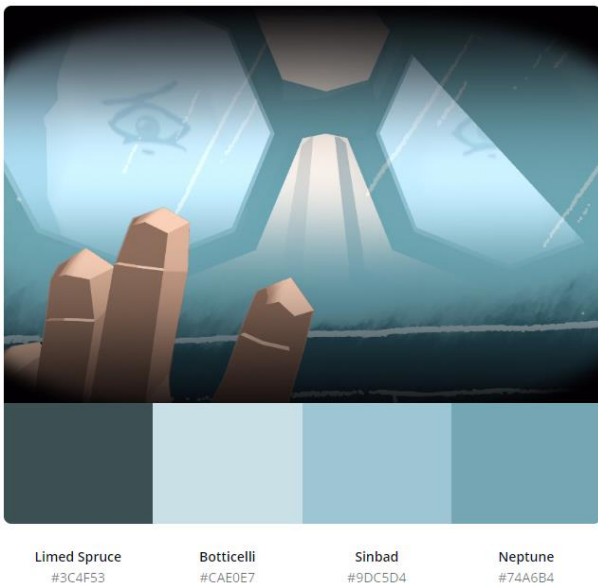 Limed Spruce
Botticelli
Sinbad
Neptune
#3C4F53
#CAE0E7
#9DC5D4
#74A6B4